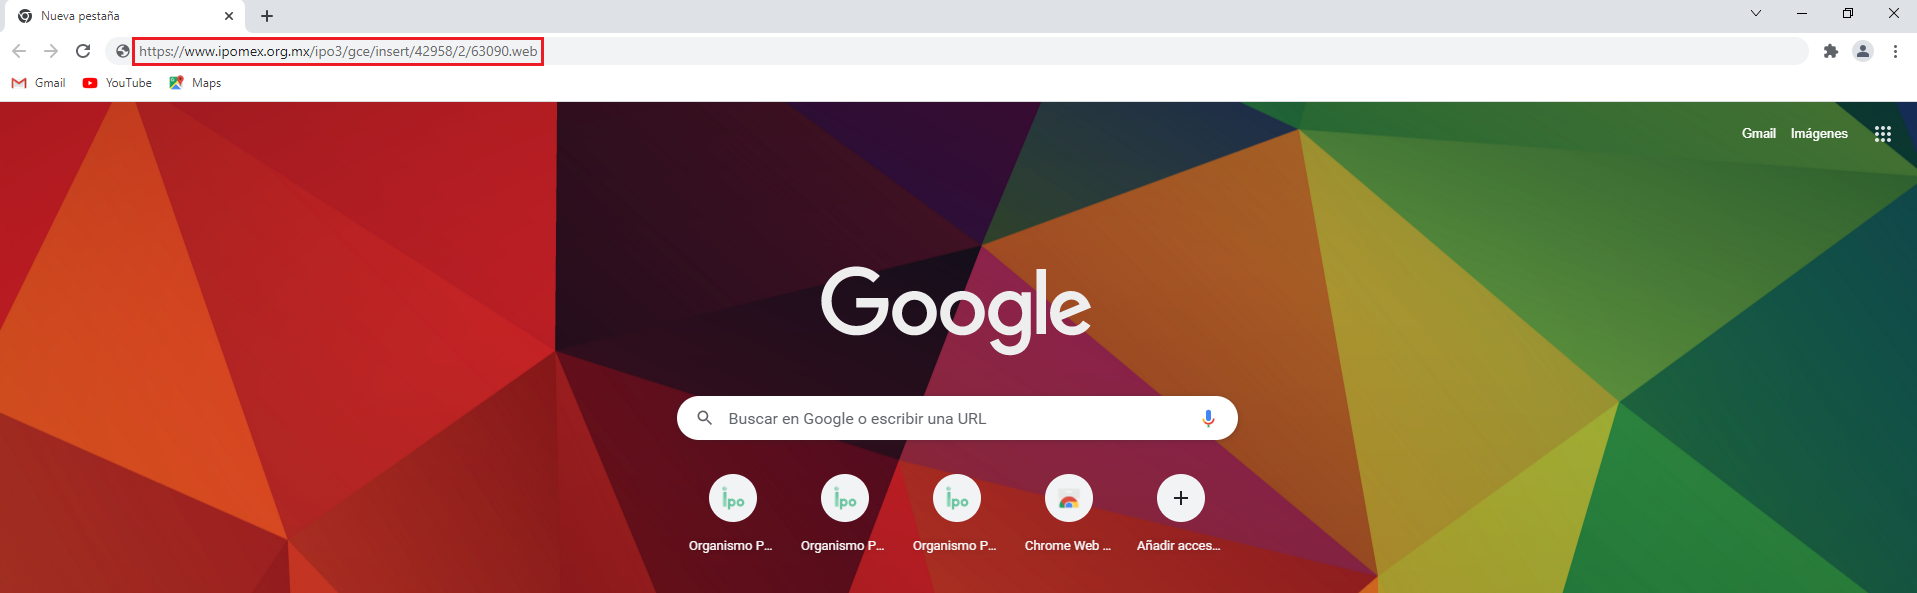 Nueva pestaña
https://www.ipomex.org.mx/ipo3/gce/insert/42958/2/63090.web
Gmail YouTube Maps
Gmail Imágenes
Google
Buscar en Google o escribir una URL
ipo ipo ipo
Organismo P... Organismo P... Organismo P... Chrome Web ... Añadir acces...